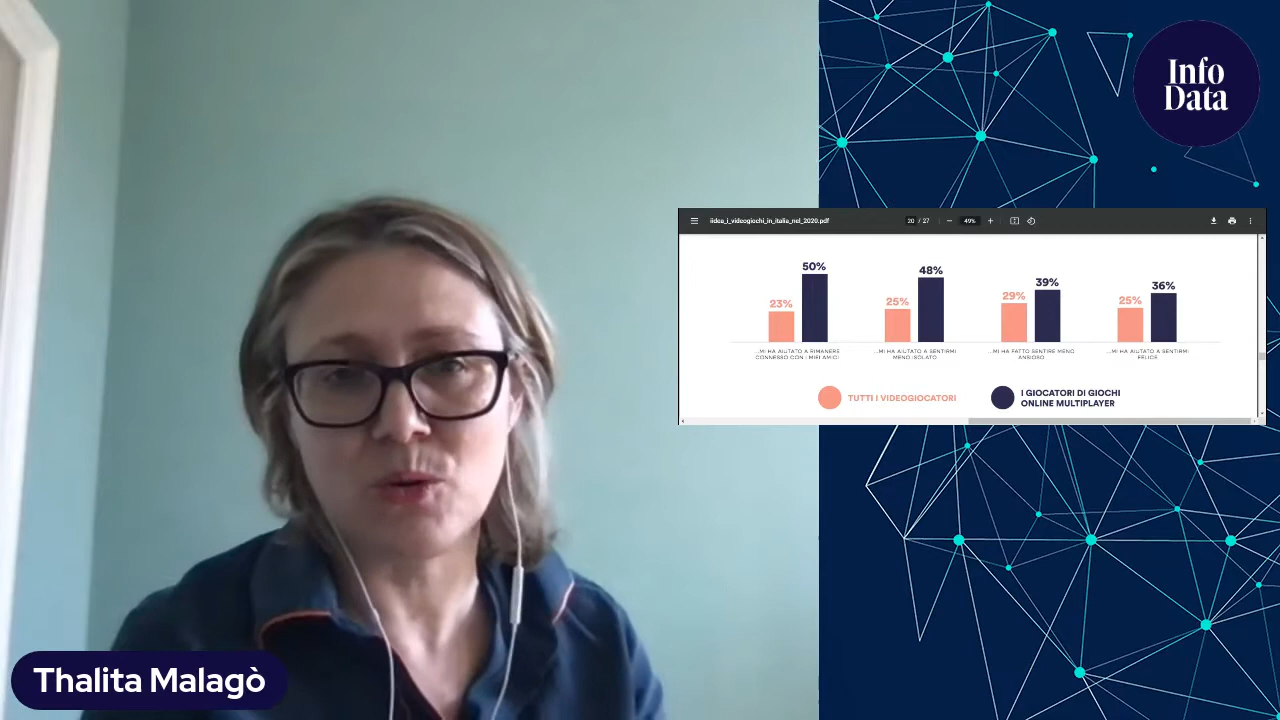 Info
Data
iidea_i_videogiochi_in_italia_nel_2020.pdf
20 / 27
49%
23%
50%
25%
48%
29%
39%
25%
36%
...MI HA AIUTATO A RIMANERE
CONNESSO CON I MIEI AMICI
...MI HA AIUTATO A SENTIRMI
MENO ISOLATO
...MI HA FATTO SENTIRE MENO
ANSIOSO
...MI HA AIUTATO A SENTIRMI
FELICE
TUTTI I VIDEOGIOCATORI
I GIOCATORI DI GIOCHI
ONLINE MULTIPLAYER
Thalita Malagò